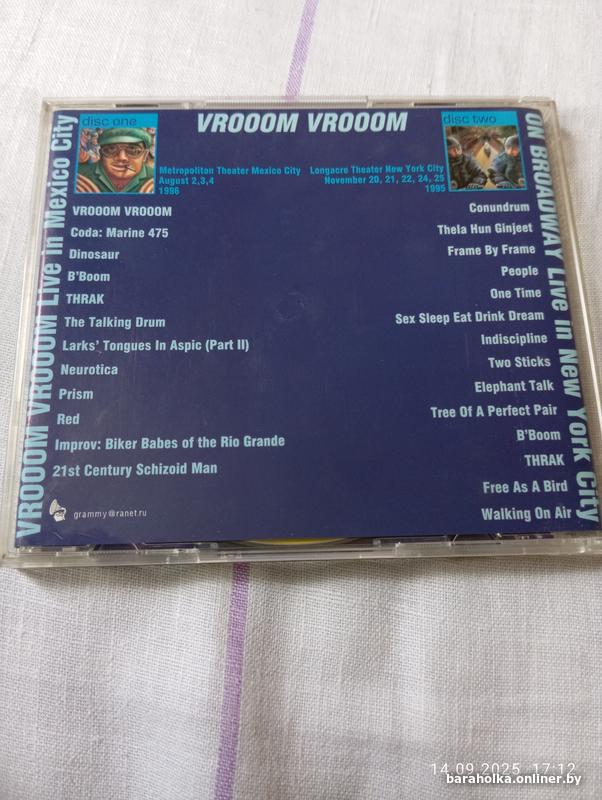 disc one
VROOOM VROOOM
disc two
Metropolitan Theater Mexico City
August 2,3,4
1996
Longacre Theater New York City
November 20, 21, 22, 24, 25
1995
VROOOM VROOOM
Coda: Marine 475
Dinosaur
B'Boom
THRAK
The Talking Drum
Larks' Tongues In Aspic (Part II)
Neurotica
Prism
Red
Improv: Biker Babes of the Rio Grande
21st Century Schizoid Man
Conundrum
Thela Hun Ginjeet
Frame By Frame
People
One Time
Sex Sleep Eat Drink Dream
Indiscipline
Two Sticks
Elephant Talk
Tree Of A Perfect Pair
B'Boom
THRAK
Free As A Bird
Walking On Air
grammy@ranet.ru
VROOOM VROOOM Live in Mexico City
ON BROADWAY Live in New York City
14.09.2025 17:12
baraholka.onliner.by